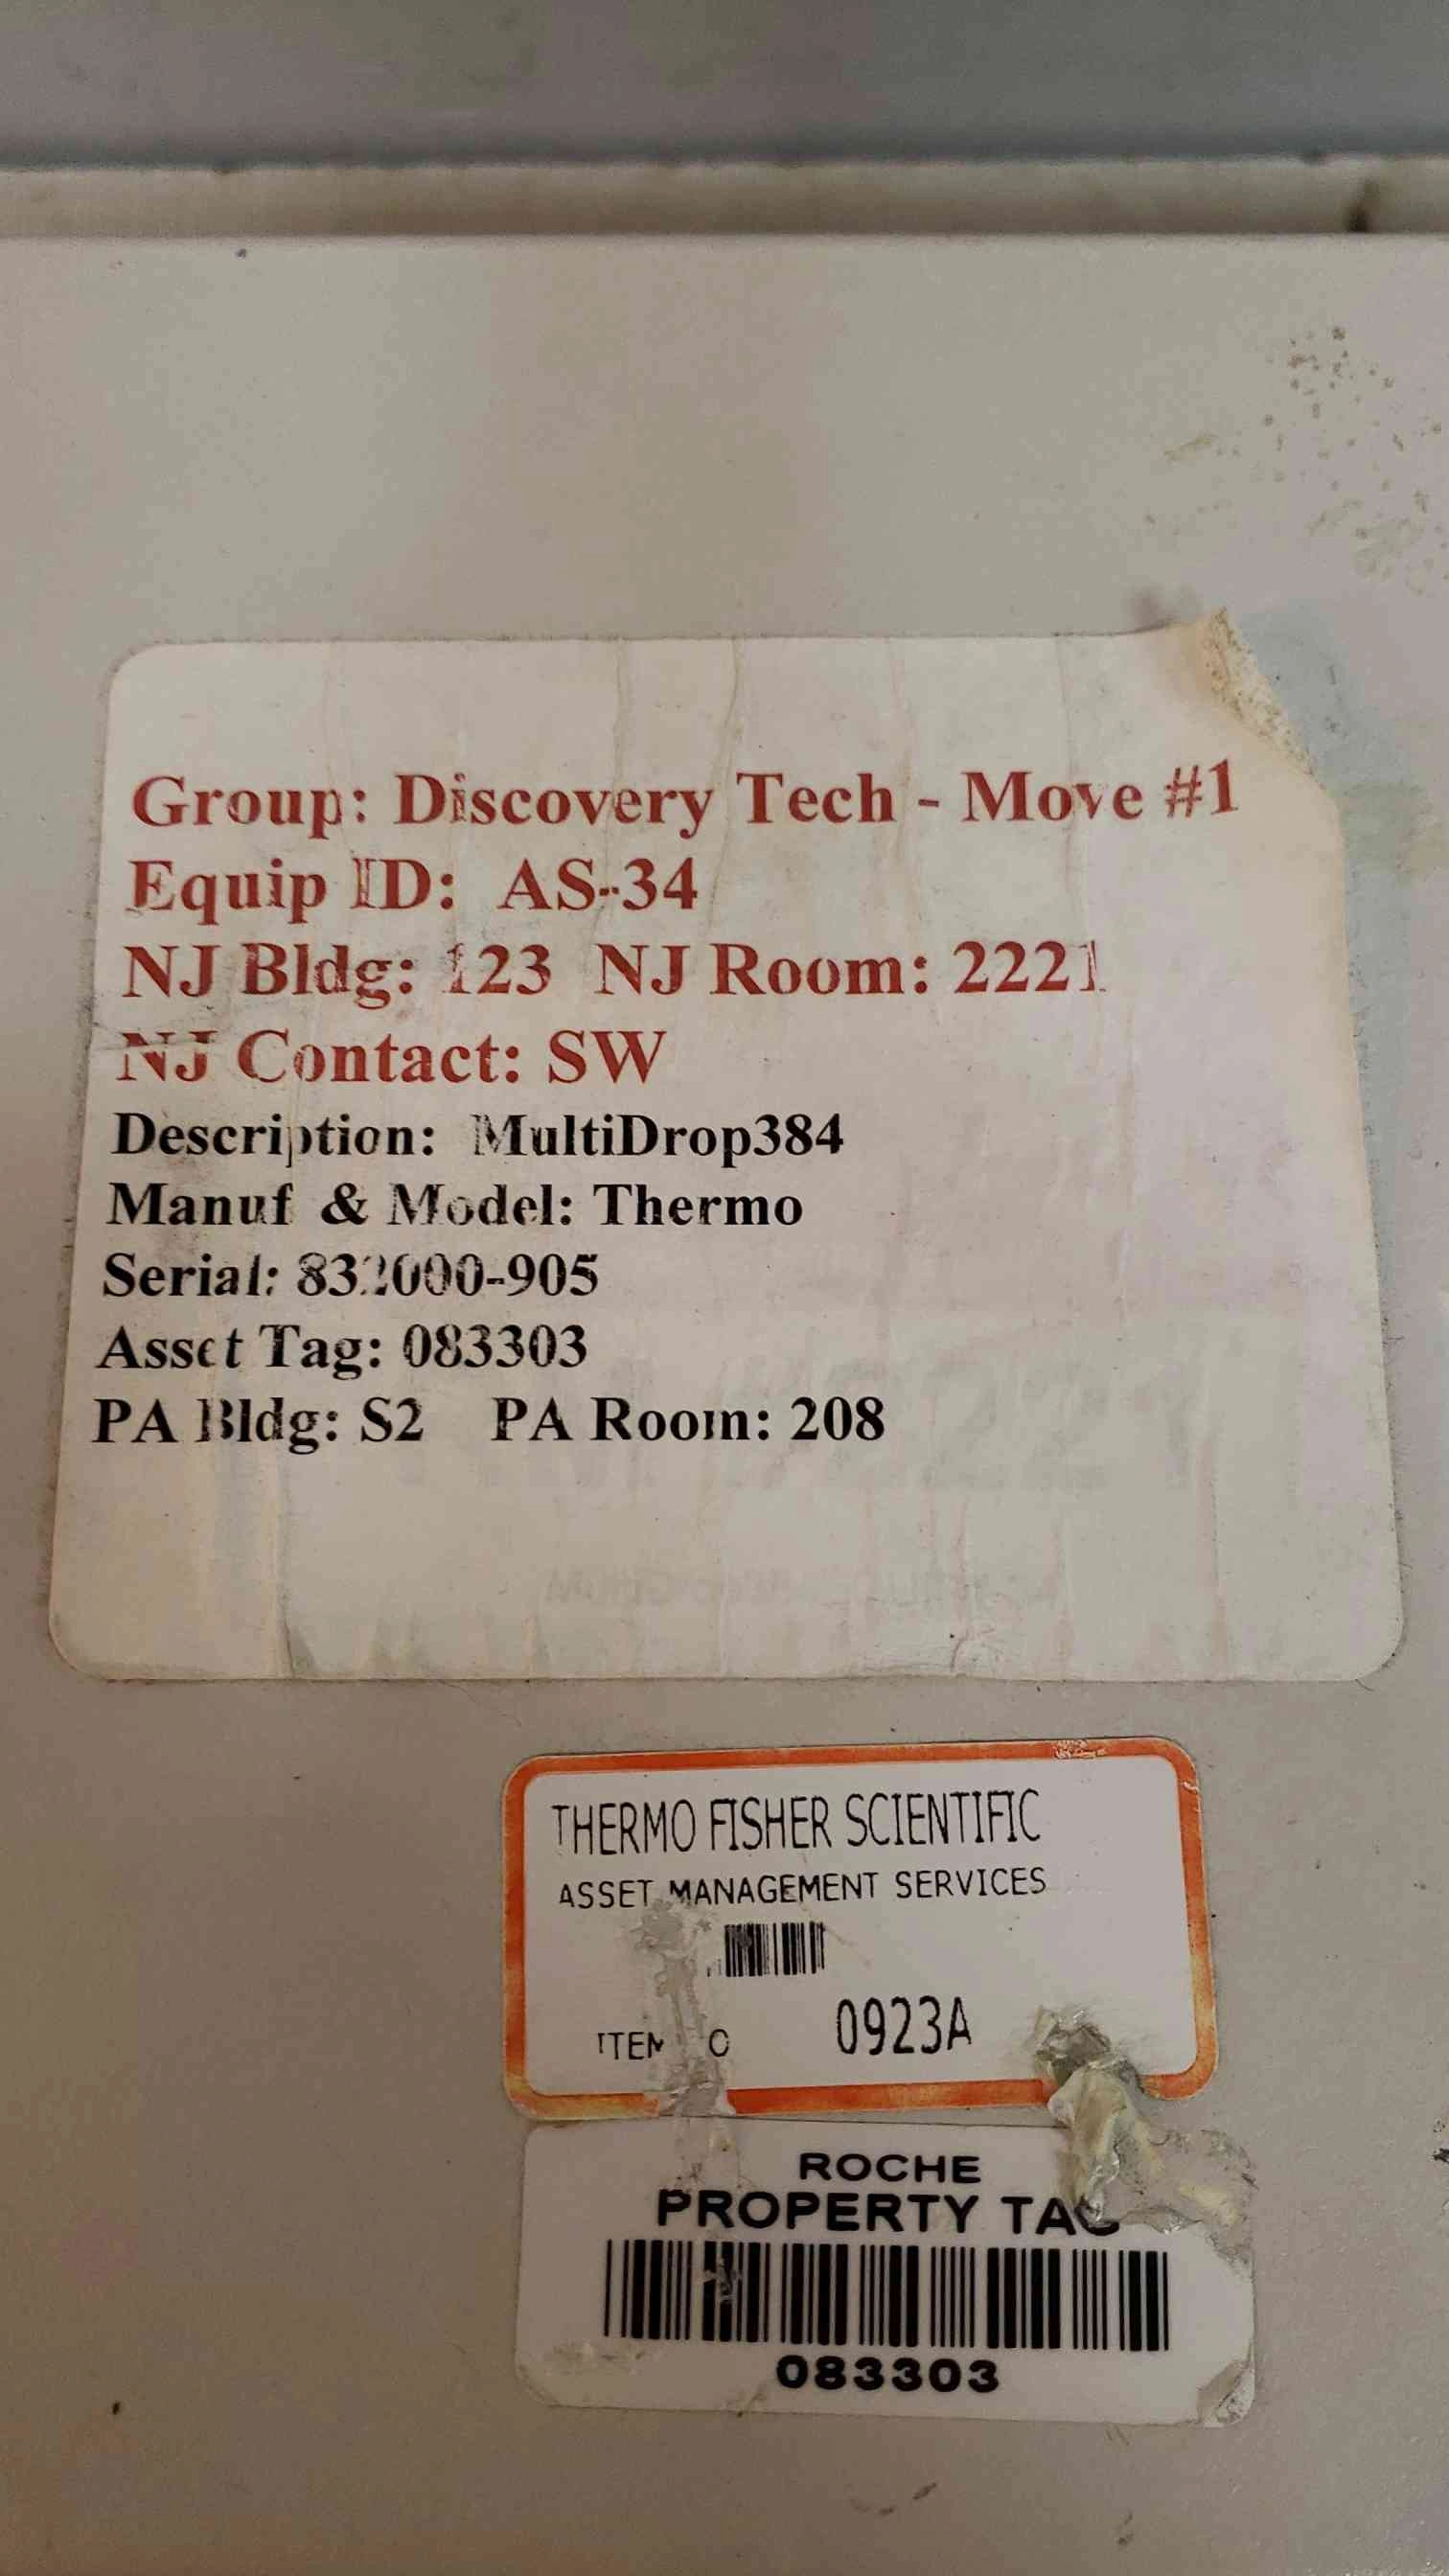 Group: Discovery Tech - Move #1
Equip ID: AS-34
NJ Bldg: 123 NJ Room: 2221
NJ Contact: SW
Description: MultiDrop384
Manuf & Model: Thermo
Serial: 832000-905
Asset Tag: 083303
PA Bldg: S2 PA Room: 208
THERMO FISHER SCIENTIFIC
ASSET MANAGEMENT SERVICES
ITEM 0923A
ROCHE
PROPERTY TAG
083303